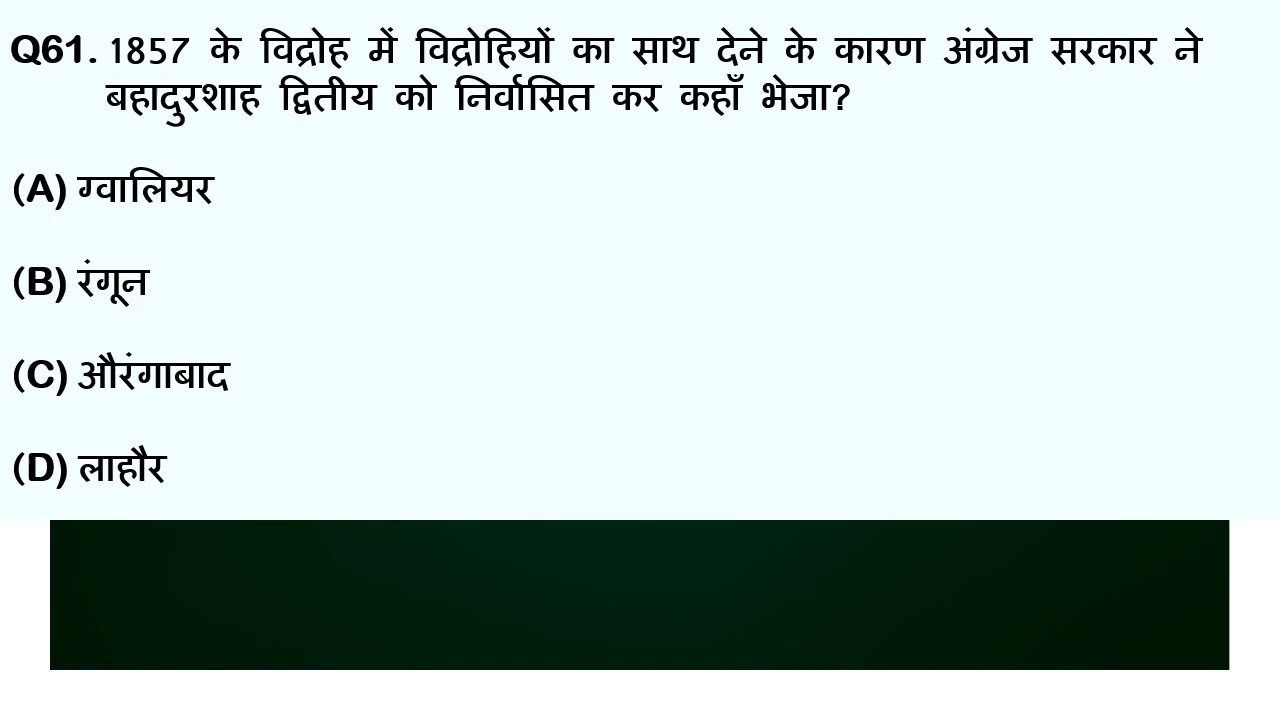 Q61. 1857 के विद्रोह में विद्रोहियों का साथ देने के कारण अंग्रेज सरकार ने
बहादुरशाह द्वितीय को निर्वासित कर कहाँ भेजा?
(A) ग्वालियर
(B) रंगून
(C) औरंगाबाद
(D) लाहौर